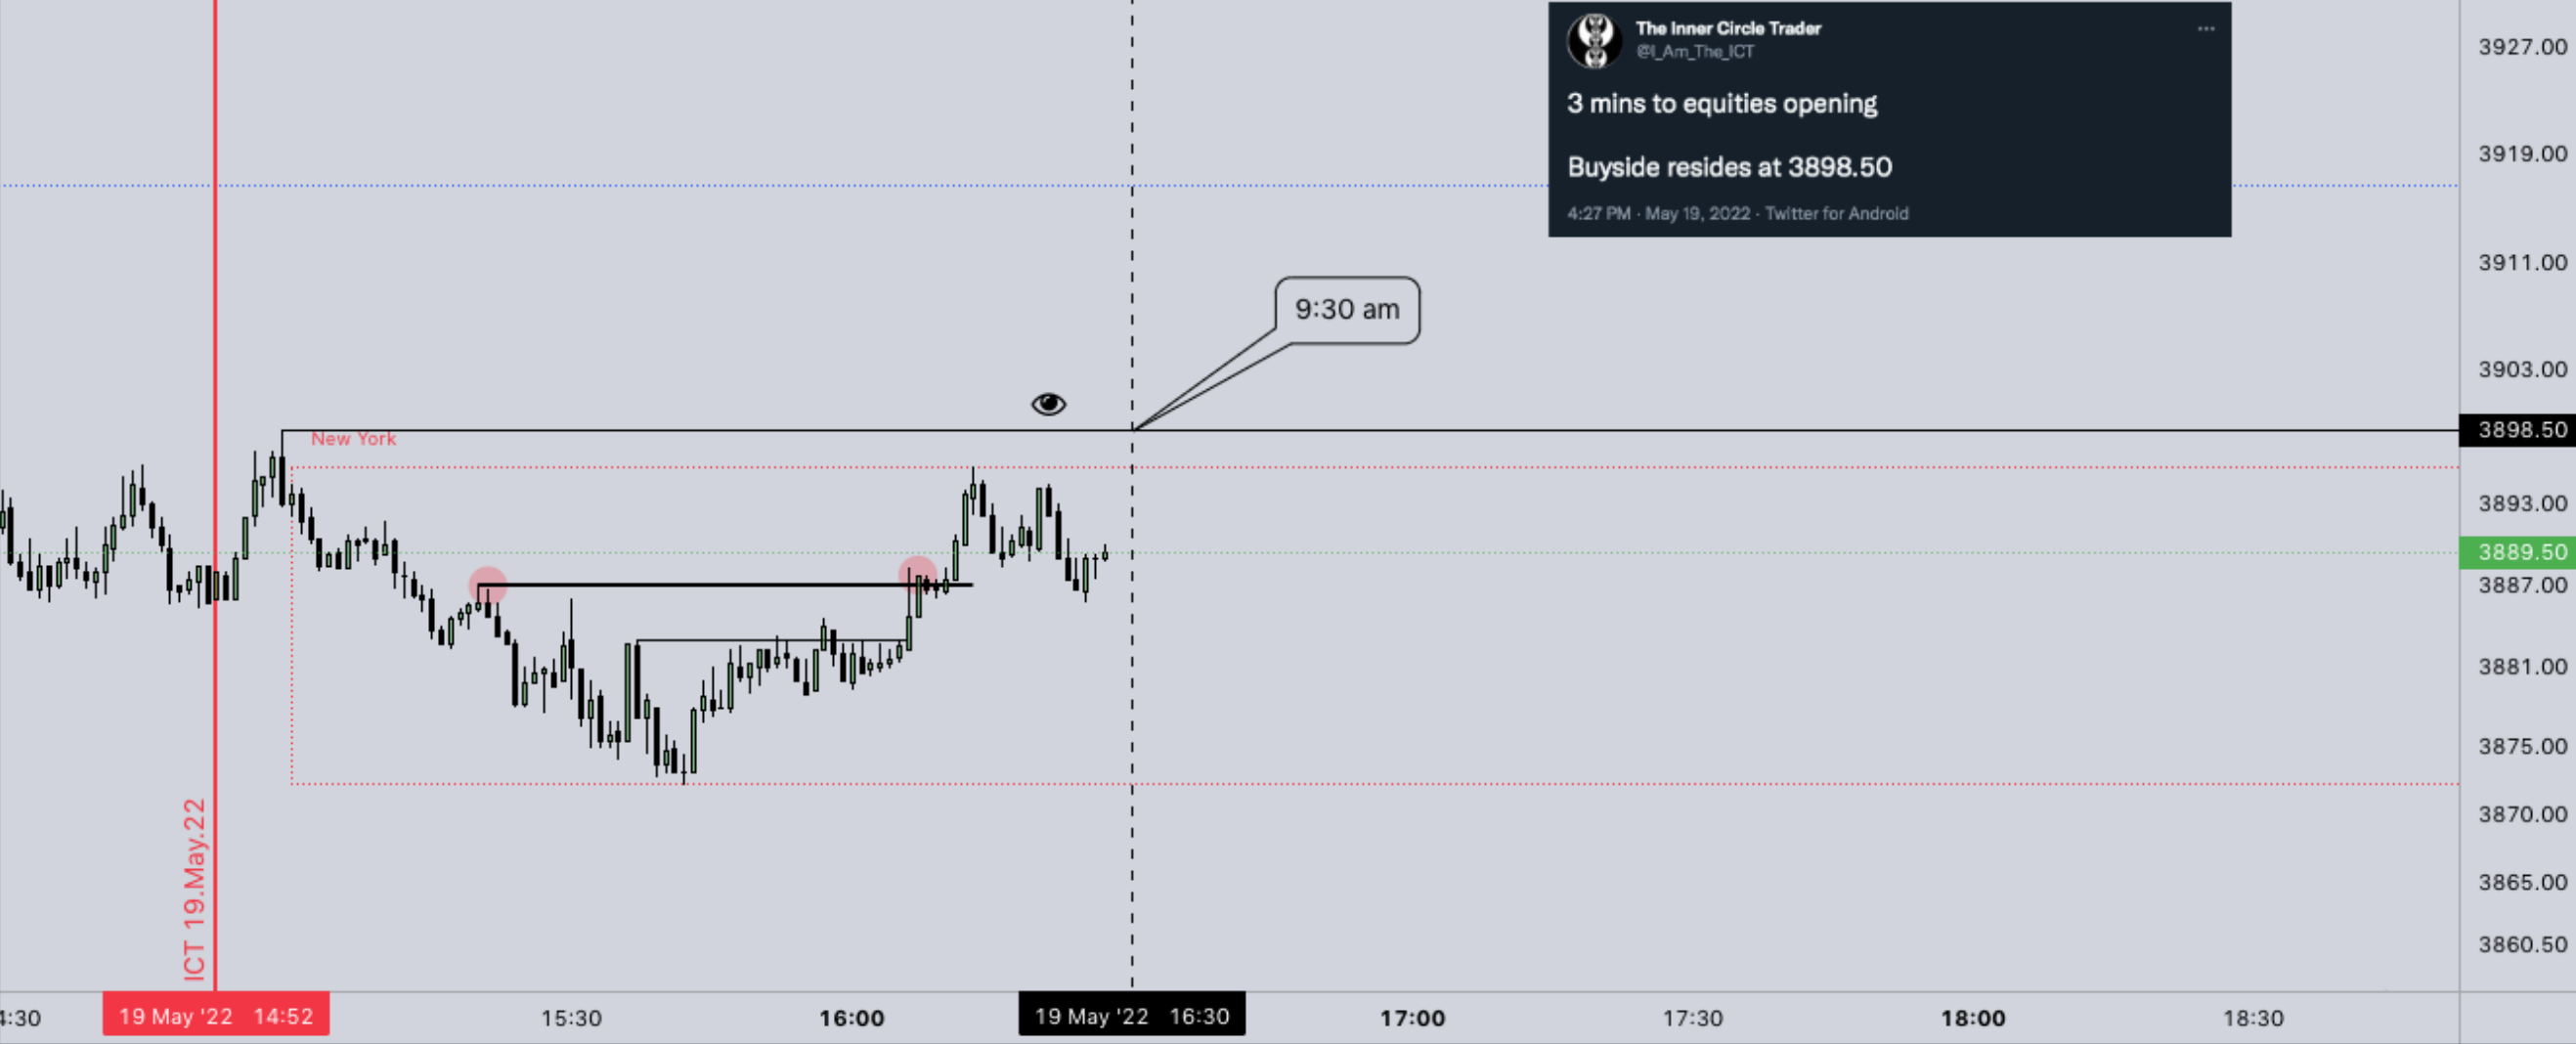 The Inner Circle Trader
@I_Am_The_ICT
3 mins to equities opening
Buyside resides at 3898.50
4:27 PM · May 19, 2022 · Twitter for Android
9:30 am
New York
ICT 19.May.22
3927.00
3919.00
3911.00
3903.00
3898.50
3893.00
3889.50
3887.00
3881.00
3875.00
3870.00
3865.00
3860.50
4:30
19 May '22 14:52
15:30
16:00
19 May '22 16:30
17:00
17:30
18:00
18:30